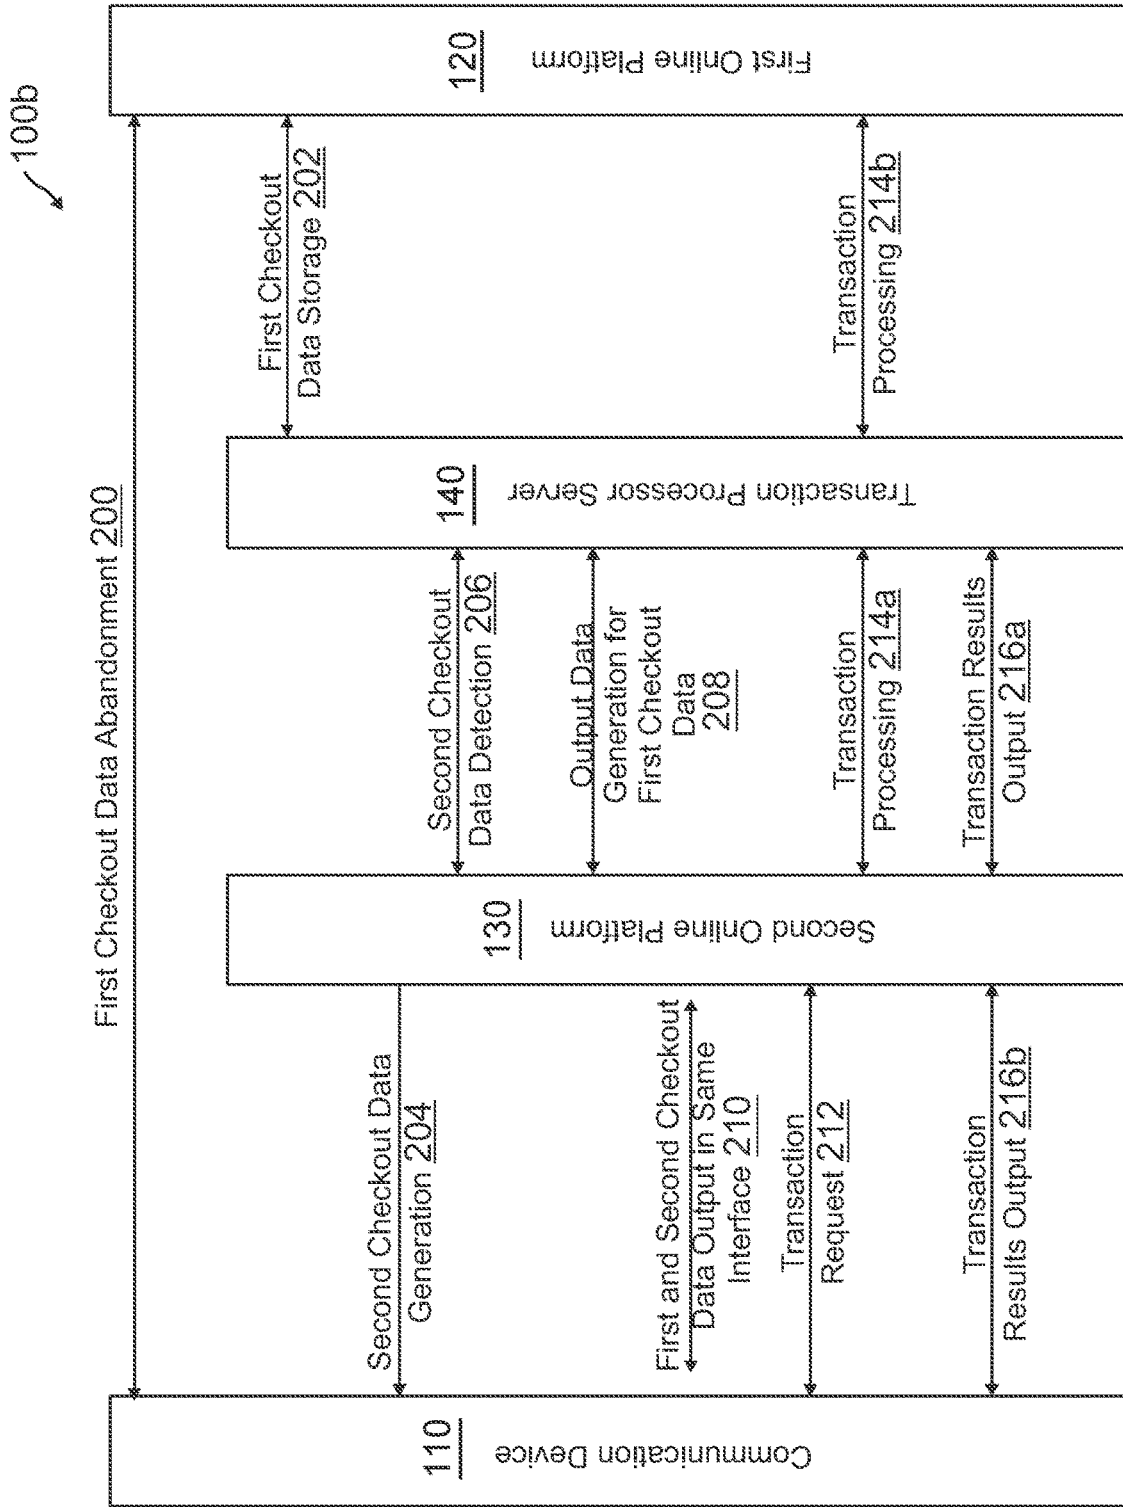 100b
First Checkout Data Abandonment 200
110
Communication Device
130
Second Online Platform
140
Transaction Processor Server
120
First Online Platform
First Checkout
Data Storage 202
Second Checkout Data
Generation 204
Second Checkout
Data Detection 206
Output Data
Generation for
First Checkout
Data
208
First and Second Checkout
Data Output in Same
Interface 210
Transaction
Request 212
Transaction
Processing 214a
Transaction
Processing 214b
Transaction Results
Output 216a
Transaction
Results Output 216b